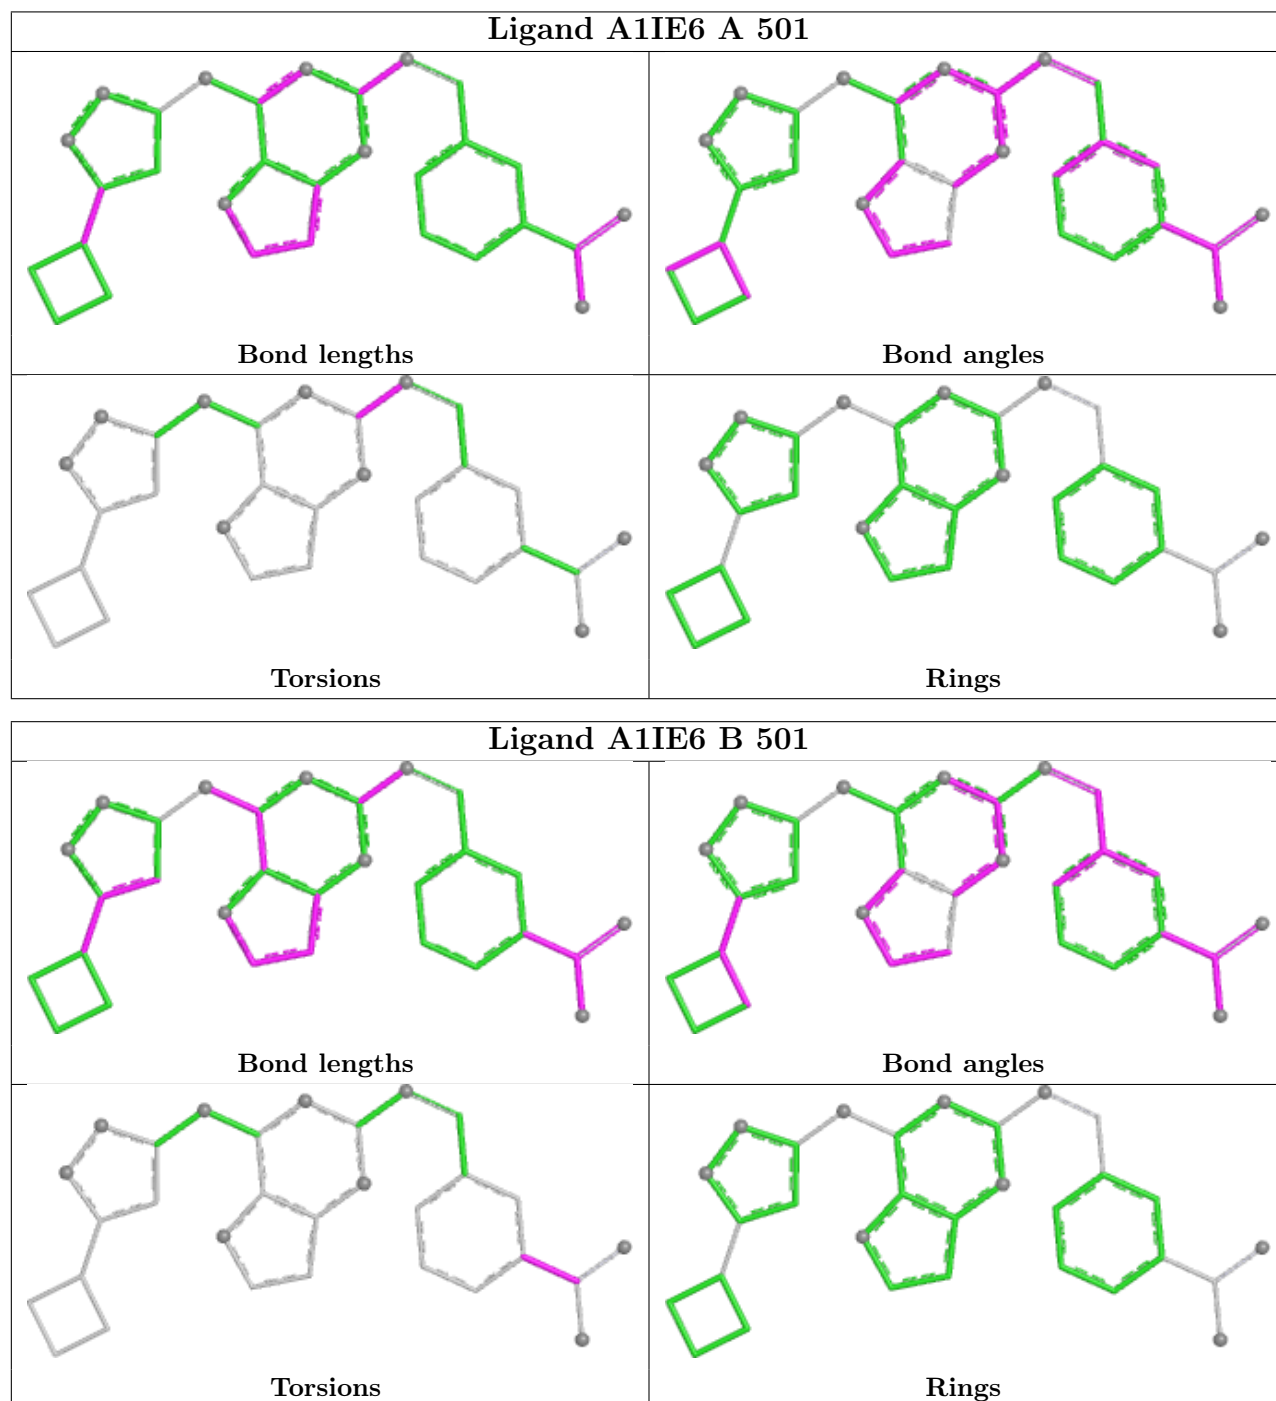 Ligand A1IE6 A 501
Bond lengths
Bond angles
Torsions
Rings
Ligand A1IE6 B 501
Bond lengths
Bond angles
Torsions
Rings